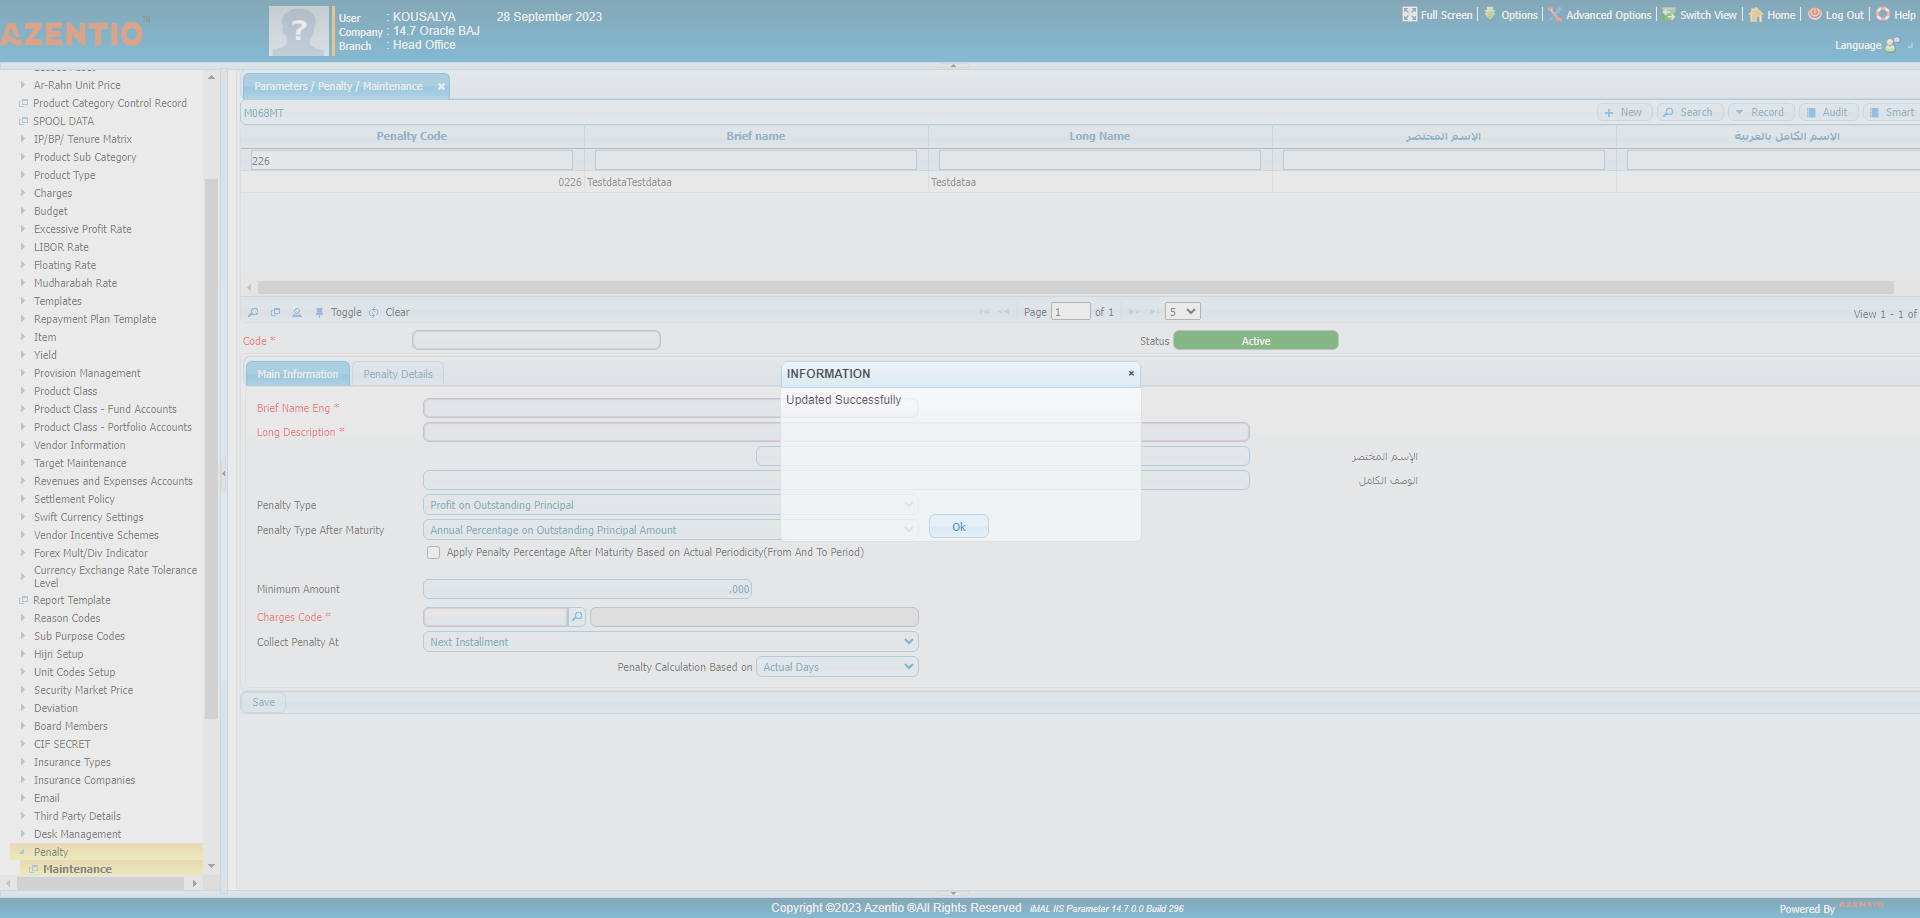 AZENTIO™
User : KOUSALYA 28 September 2023
Company : 14.7 Oracle BAJ
Branch : Head Office
Full Screen
Options
Advanced Options
Switch View
Home
Log Out
Help
Language
Ar-Rahn Unit Price
Product Category Control Record
SPOOL DATA
IP/BP/ Tenure Matrix
Product Sub Category
Product Type
Charges
Budget
Excessive Profit Rate
LIBOR Rate
Floating Rate
Mudharabah Rate
Templates
Repayment Plan Template
Item
Yield
Provision Management
Product Class
Product Class - Fund Accounts
Product Class - Portfolio Accounts
Vendor Information
Target Maintenance
Revenues and Expenses Accounts
Settlement Policy
Swift Currency Settings
Vendor Incentive Schemes
Forex Mult/Div Indicator
Currency Exchange Rate Tolerance
Level
Report Template
Reason Codes
Sub Purpose Codes
Hijri Setup
Unit Codes Setup
Security Market Price
Deviation
Board Members
CIF SECRET
Insurance Types
Insurance Companies
Email
Third Party Details
Desk Management
Penalty
Maintenance
Parameters / Penalty / Maintenance
M068MT
New
Search
Record
Audit
Smart
Penalty Code
Brief name
Long Name
الإسم المختصر
الإسم الكامل بالعربية
226
0226 TestdataTestdataa Testdataa
Toggle
Clear
Page 1 of 1
5
View 1 - 1 of
Code *
Status Active
Main Information
Penalty Details
INFORMATION
Updated Successfully
Ok
Brief Name Eng *
Long Description *
الإسم المختصر
الوصف الكامل
Penalty Type Profit on Outstanding Principal
Penalty Type After Maturity Annual Percentage on Outstanding Principal Amount
Apply Penalty Percentage After Maturity Based on Actual Periodicity(From And To Period)
Minimum Amount .000
Charges Code *
Collect Penalty At Next Installment
Penalty Calculation Based on Actual Days
Save
Copyright ©2023 Azentio ®All Rights Reserved iMAL IIS Parameter 14.7.0.0 Build 296
Powered By AZENTIO